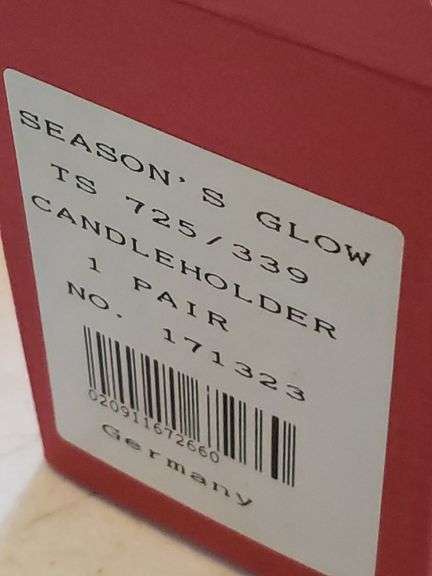 SEASON'S GLOW
TS 725/339
CANDLEHOLDER
1 PAIR
NO. 171323
020911672660
Germany